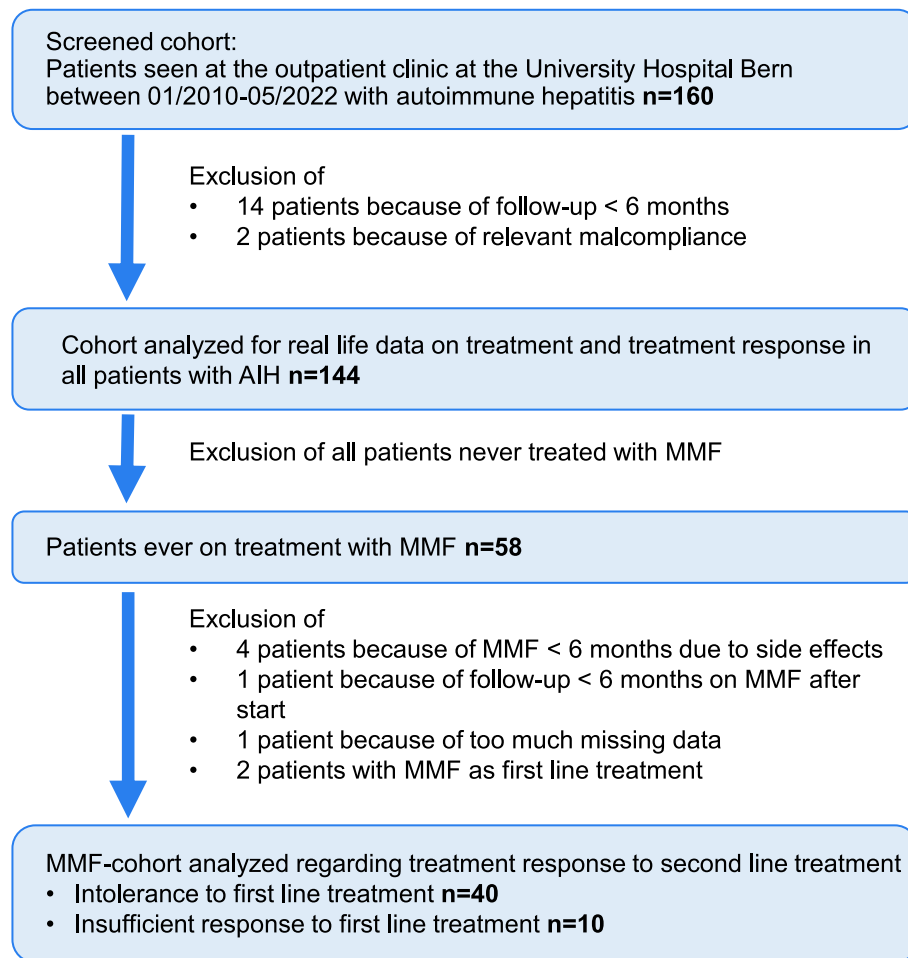 Screened cohort:
Patients seen at the outpatient clinic at the University Hospital Bern
between 01/2010-05/2022 with autoimmune hepatitis n=160
Exclusion of
• 14 patients because of follow-up < 6 months
• 2 patients because of relevant malcompliance
Cohort analyzed for real life data on treatment and treatment response in
all patients with AIH n=144
Exclusion of all patients never treated with MMF
Patients ever on treatment with MMF n=58
Exclusion of
• 4 patients because of MMF < 6 months due to side effects
• 1 patient because of follow-up < 6 months on MMF after
start
• 1 patient because of too much missing data
• 2 patients with MMF as first line treatment
MMF-cohort analyzed regarding treatment response to second line treatment
• Intolerance to first line treatment n=40
• Insufficient response to first line treatment n=10